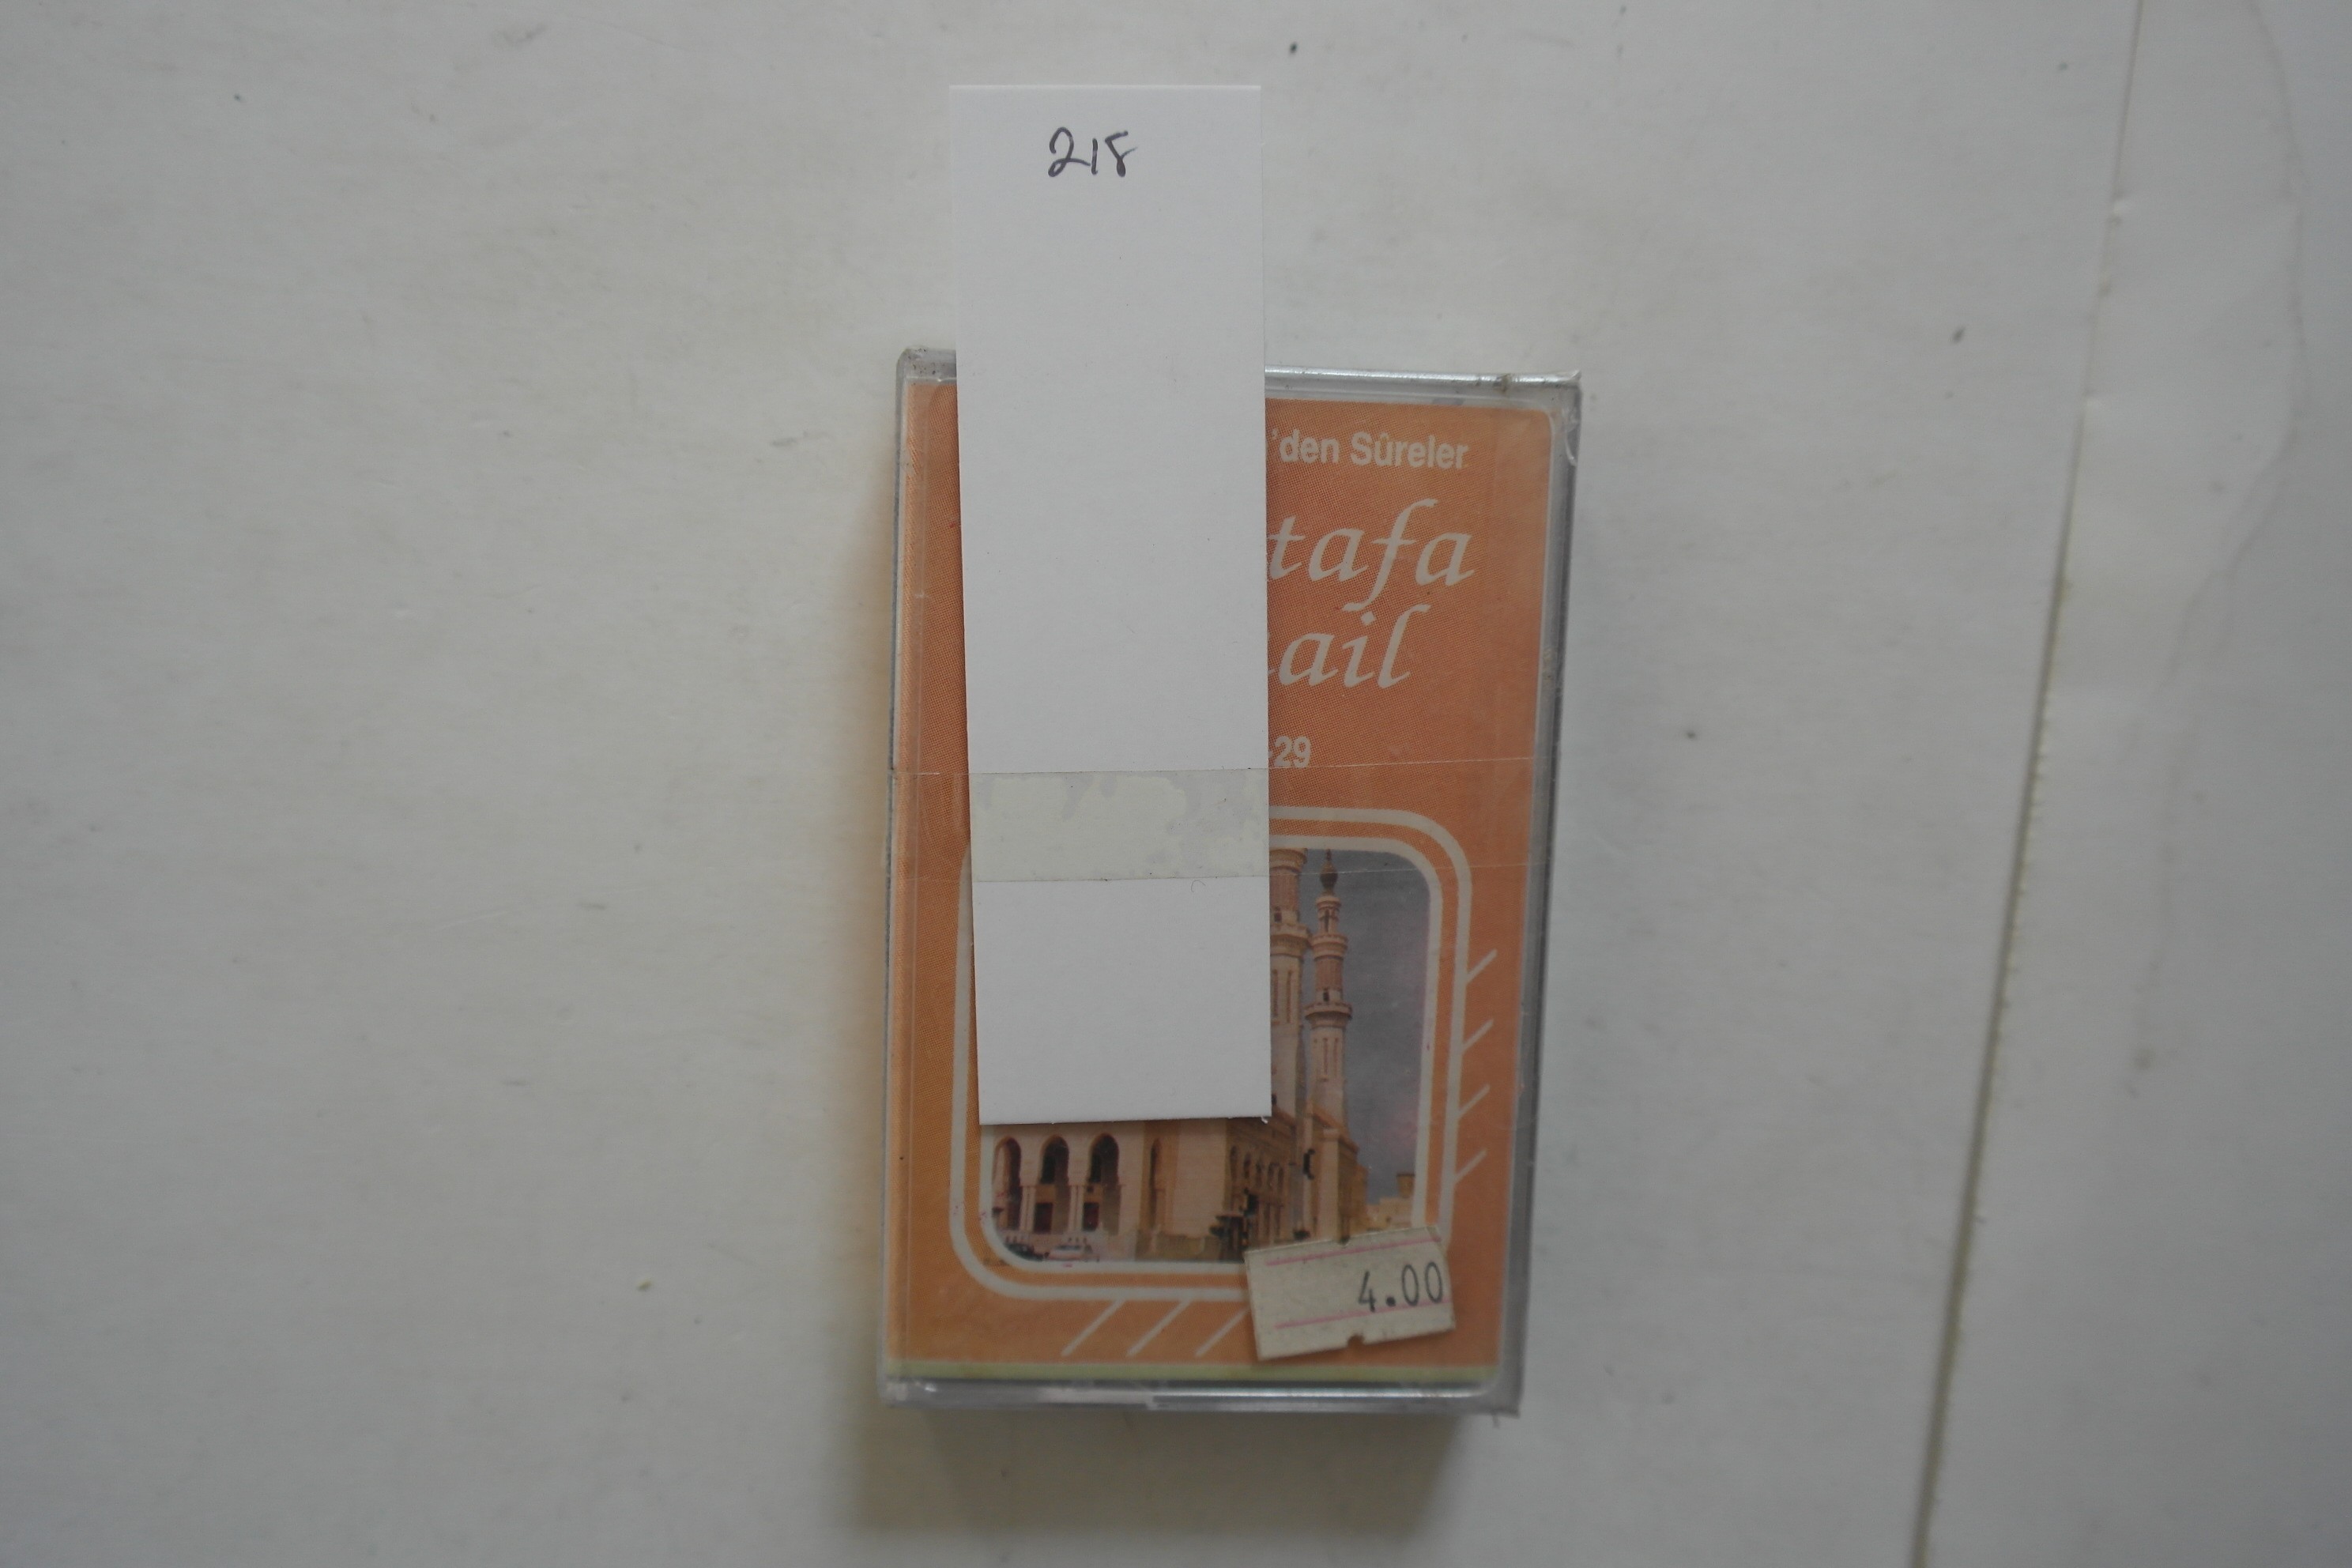 218
'den Sûreler
tafa
ail
-29
4.00